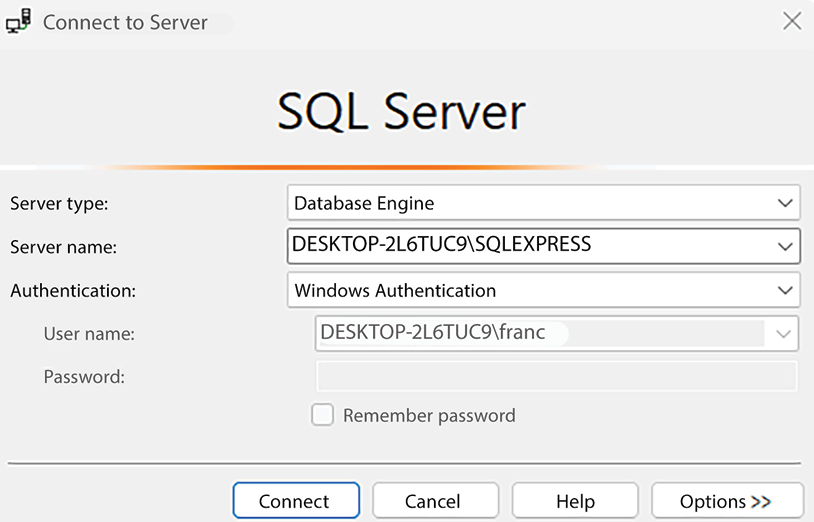 Connect to Server
SQL Server
Server type: Database Engine
Server name: DESKTOP-2L6TUC9\SQLEXPRESS
Authentication: Windows Authentication
User name: DESKTOP-2L6TUC9\franc
Password:
Remember password
Connect Cancel Help Options >>